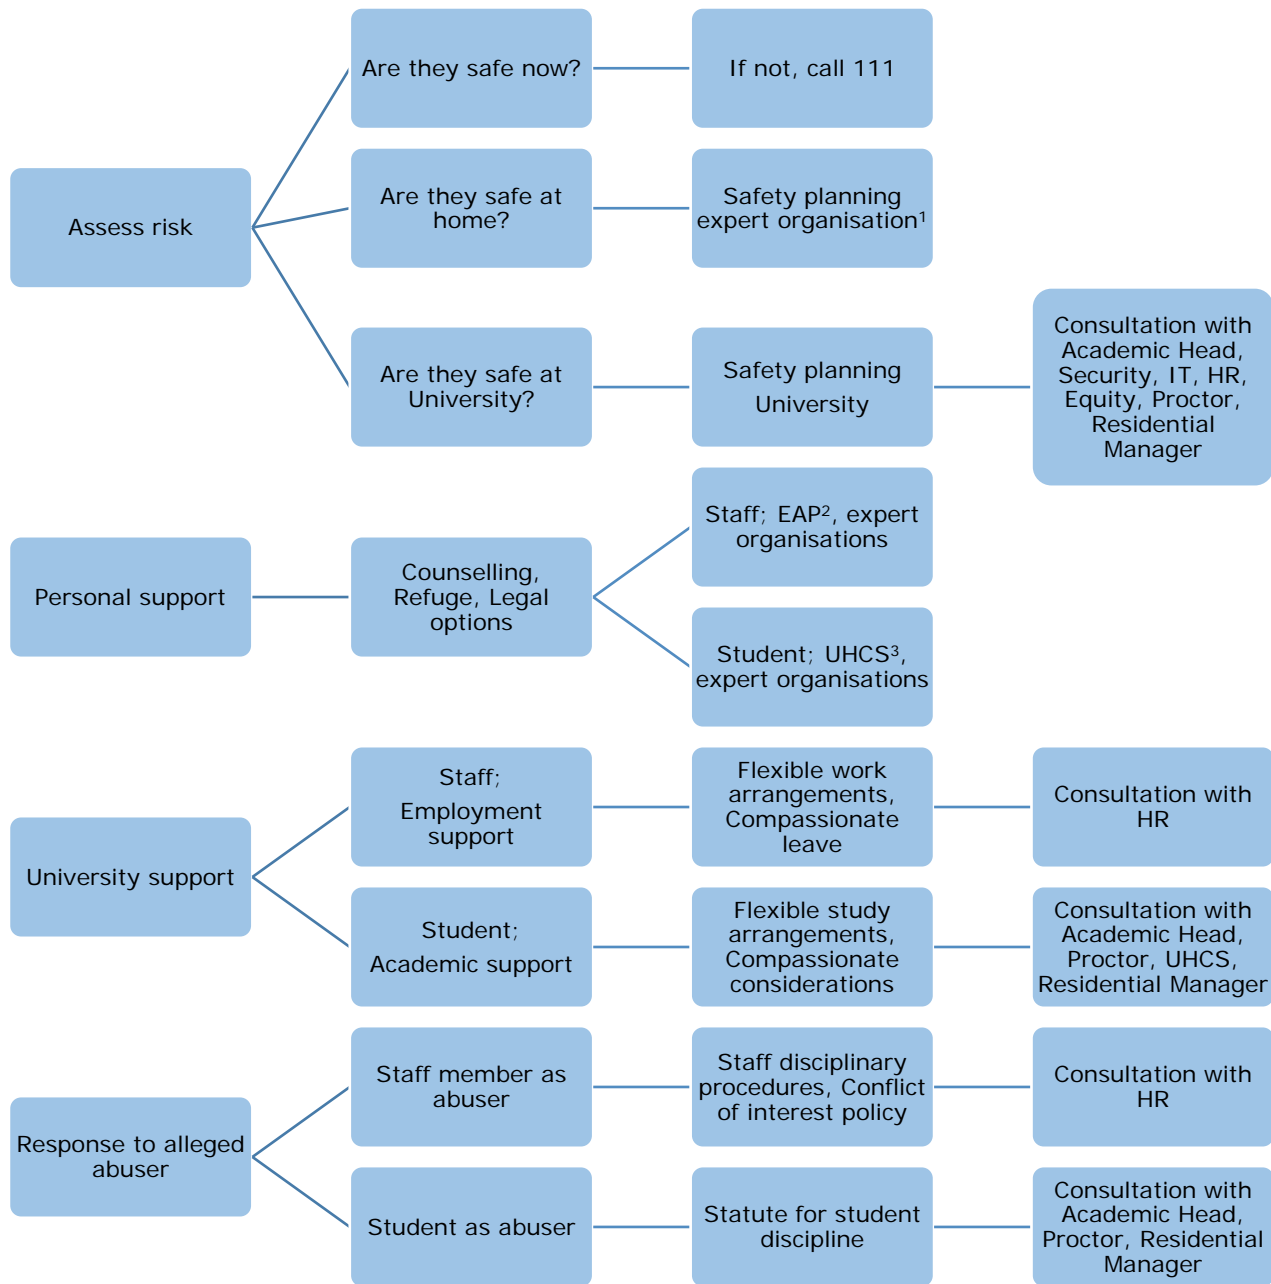 Are they safe now?
If not, call 111
Assess risk
Are they safe at
home?
Safety planning
expert organisation¹
Are they safe at
University?
Safety planning
University
Consultation with
Academic Head,
Security, IT, HR,
Equity, Proctor,
Residential
Manager
Personal support
Counselling,
Refuge, Legal
options
Staff; EAP², expert
organisations
Student; UHCS³,
expert organisations
University support
Staff;
Employment
support
Flexible work
arrangements,
Compassionate
leave
Consultation with
HR
Student;
Academic support
Flexible study
arrangements,
Compassionate
considerations
Consultation with
Academic Head,
Proctor, UHCS,
Residential Manager
Response to alleged
abuser
Staff member as
abuser
Staff disciplinary
procedures, Conflict
of interest policy
Consultation with
HR
Student as abuser
Statute for student
discipline
Consultation with
Academic Head,
Proctor, Residential
Manager